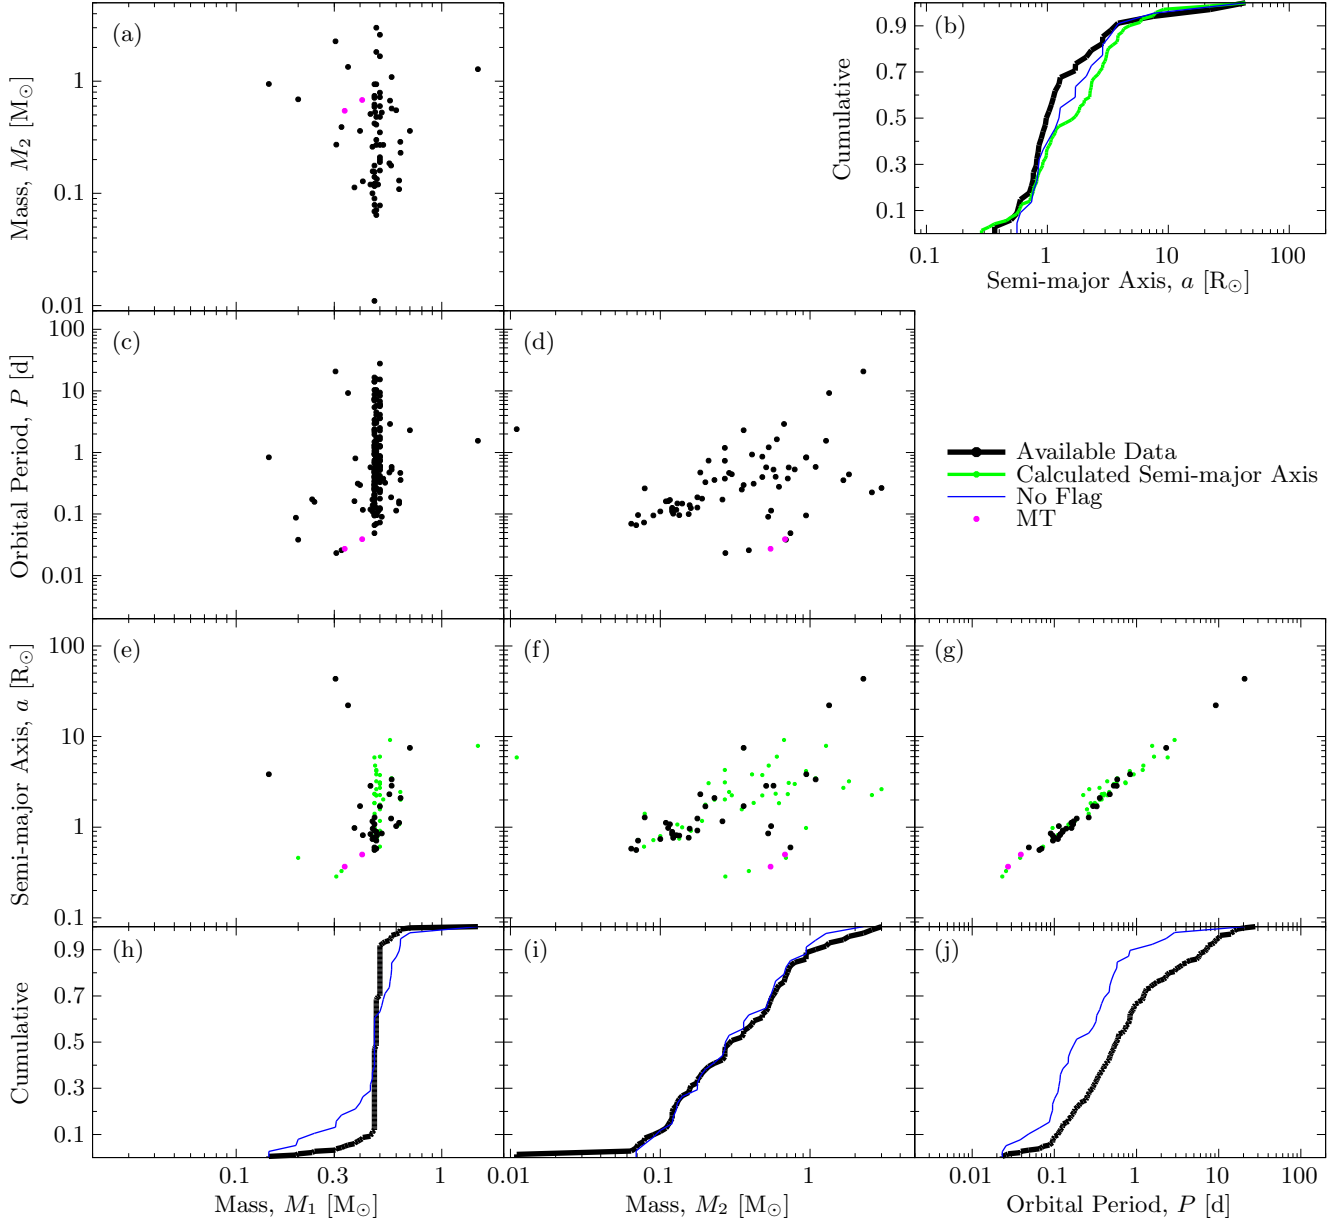 (a)
Mass, M₂ [M⊙]
1
0.1
0.01
(b)
Cumulative
0.9
0.7
0.5
0.3
0.1
0.1 1 10 100
Semi-major Axis, a [R⊙]
(c)
Orbital Period, P [d]
100
10
1
0.1
0.01
(d)
Available Data
Calculated Semi-major Axis
No Flag
MT
(e)
Semi-major Axis, a [R⊙]
100
10
1
0.1
(f)
(g)
(h)
Cumulative
0.9
0.7
0.5
0.3
0.1
0.1 0.3 1
Mass, M₁ [M⊙]
(i)
0.1 1
Mass, M₂ [M⊙]
(j)
0.01 0.1 1 10 100
Orbital Period, P [d]